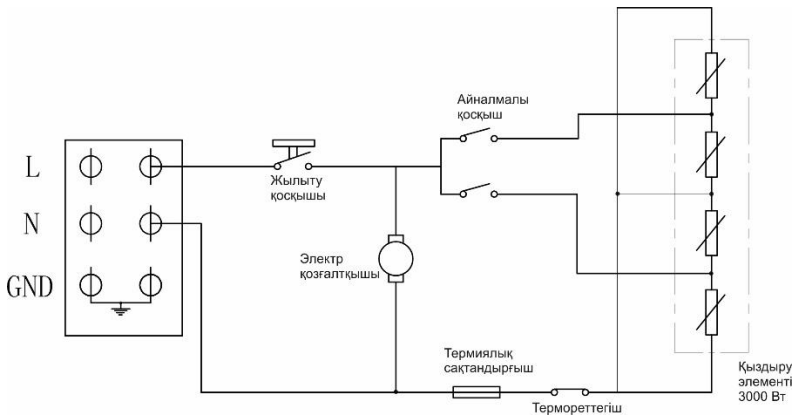 Айналмалы
қосқыш
L
Жылыту
қосқышы
N
Электр
қозғалтқышы
GND
Термиялық
сақтандырғыш
Термореттегіш
Қыздыру
элементі
3000 Вт